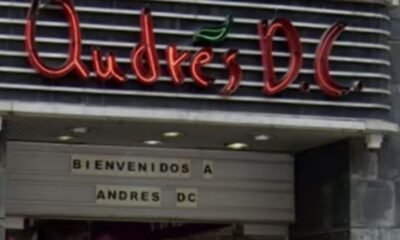 Andrés D.C.
BIENVENIDOS A
ANDRES DC